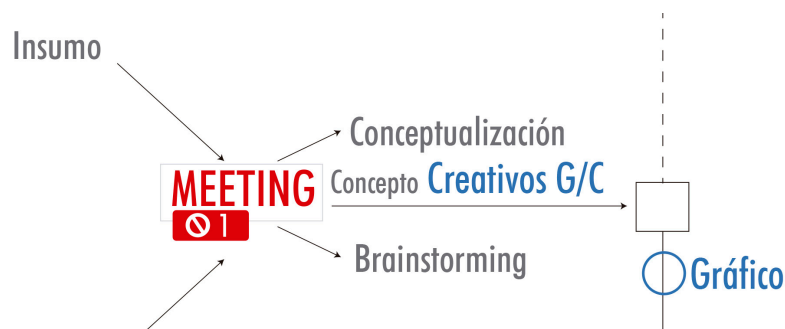 Insumo
Conceptualización
MEETING
Concepto Creativos G/C
01
Brainstorming
Gráfico